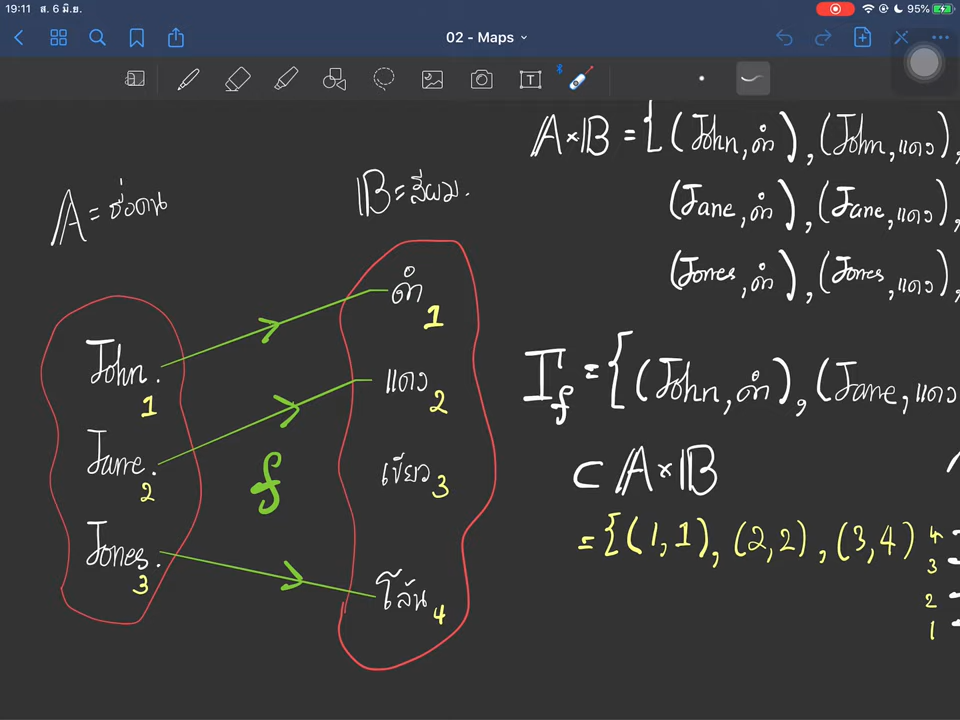 19:11 ส. 6 มิ.ย.
95%
02 - Maps
T
A = ชื่อคน
B = สีผม.
John. 1
Jane. 2
Jones. 3
f
ดำ 1
แดง 2
เขียว 3
โล้น 4
A×B = {(John, ดำ), (John, แดง),
(Jane, ดำ), (Jane, แดง),
(Jones, ดำ), (Jones, แดง),
I_f = {(John, ดำ), (Jane, แดง
⊂ A×B
= {(1,1), (2,2), (3,4)
4
3
2
1